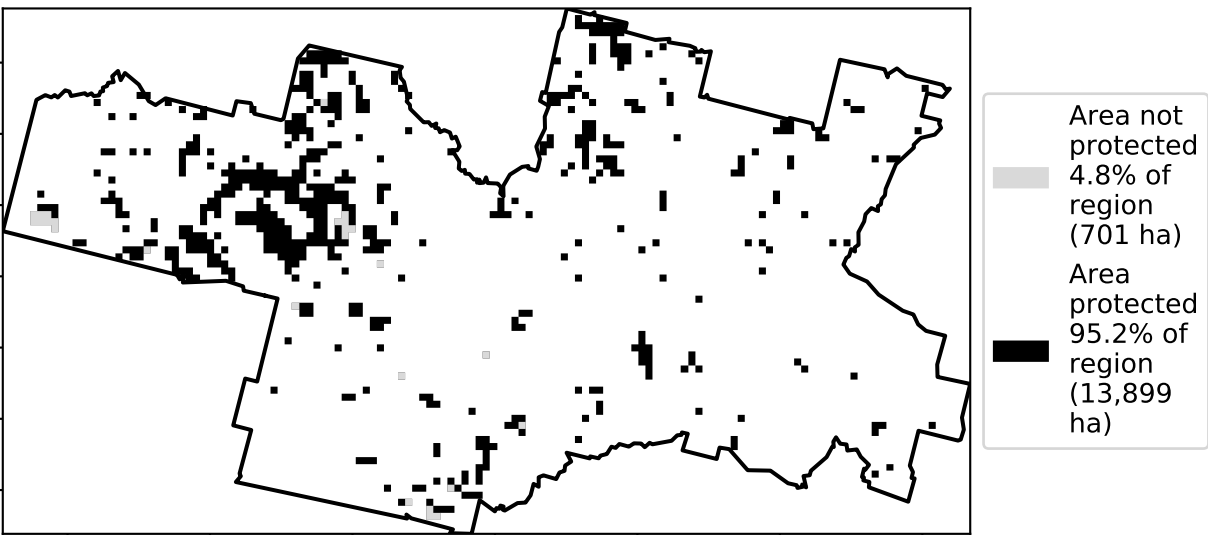 Area not
protected
4.8% of
region
(701 ha)
Area
protected
95.2% of
region
(13,899
ha)